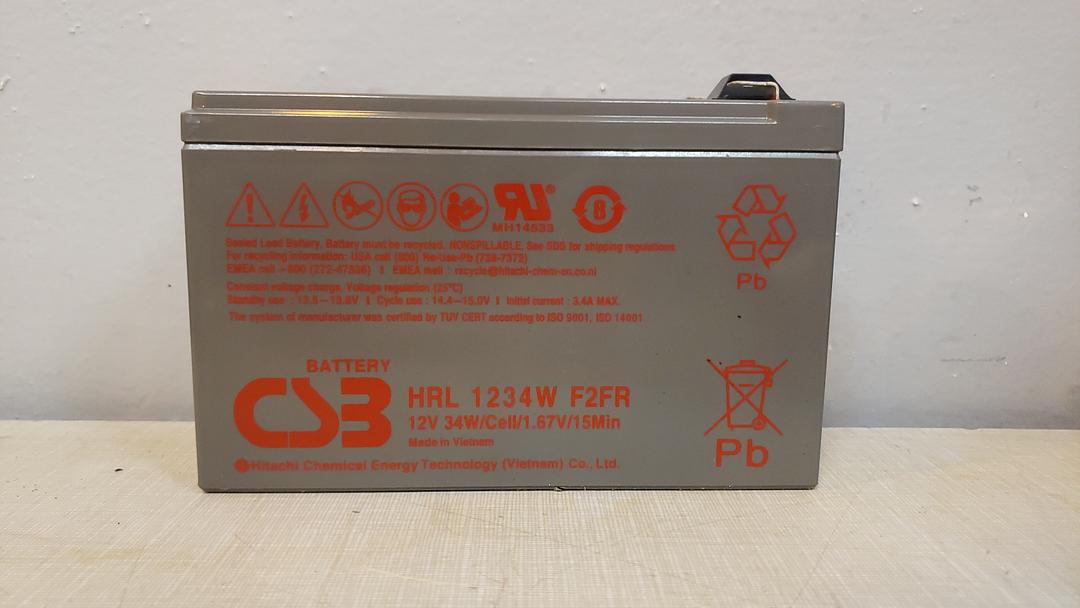 MH14533
8
Sealed Lead Battery. Battery must be recycled. NONSPILLABLE. See SDS for shipping regulations
For recycling information: USA call (800) Re-Use-Pb (738-7372)
EMEA call +800 (272-47336) I EMEA mail : recycle@hitachi-chem-en.co.nl
Constant voltage charge, Voltage regulation (25°C)
Standby use : 13.5—13.8V I Cycle use : 14.4—15.0V I Initial current : 3.4A MAX.
The system of manufacturer was certified by TUV CERT according to ISO 9001, ISO 14001
Pb
BATTERY
CSB
HRL 1234W F2FR
12V 34W/Cell/1.67V/15Min
Made in Vietnam
Hitachi Chemical Energy Technology (Vietnam) Co., Ltd.
Pb